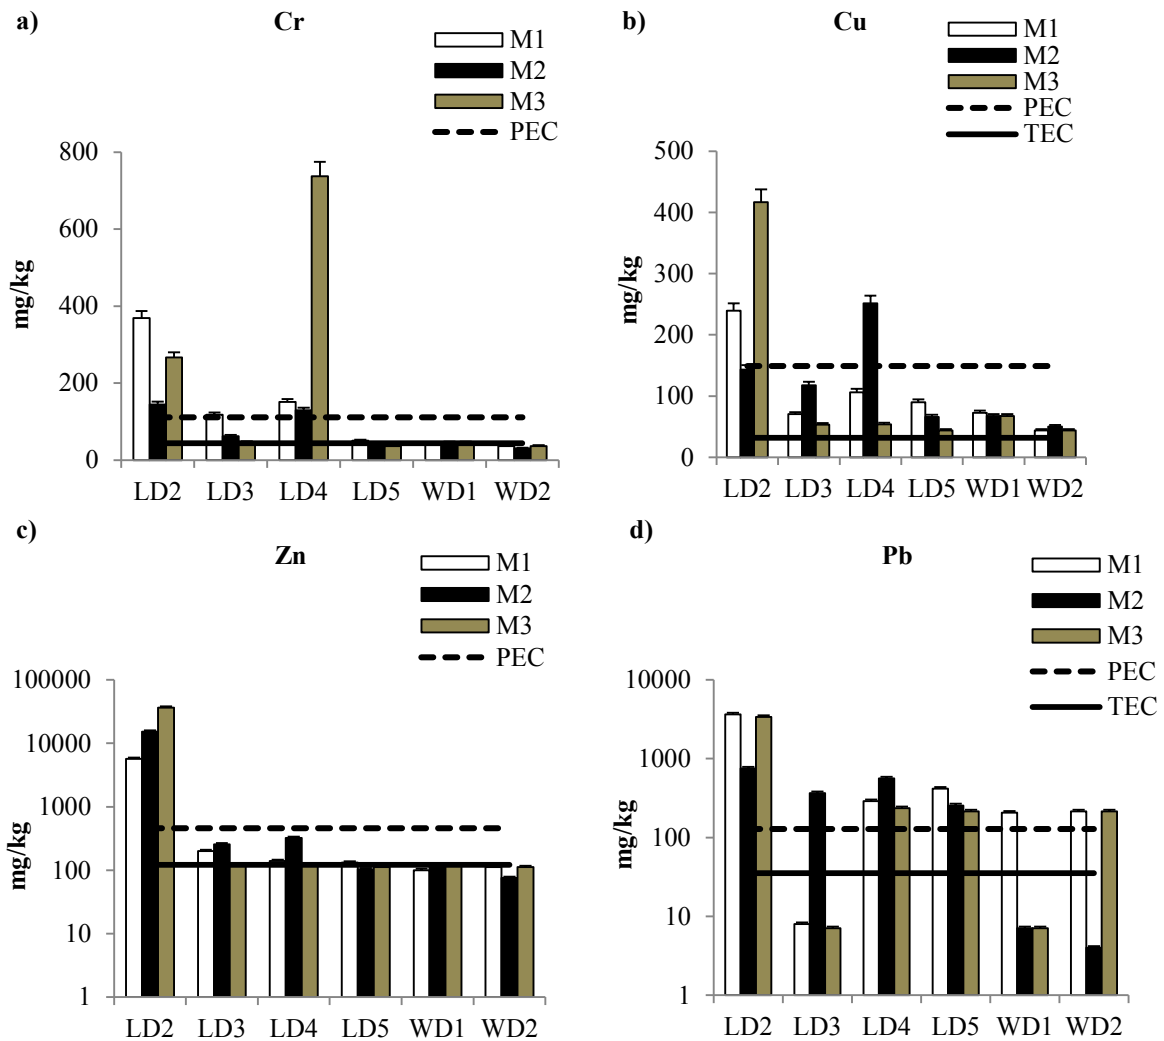 a) Cr
M1
M2
M3
PEC
800
600
400
200
0
mg/kg
LD2 LD3 LD4 LD5 WD1 WD2
b) Cu
M1
M2
M3
PEC
TEC
500
400
300
200
100
0
mg/kg
LD2 LD3 LD4 LD5 WD1 WD2
c) Zn
M1
M2
M3
PEC
100000
10000
1000
100
10
1
mg/kg
LD2 LD3 LD4 LD5 WD1 WD2
d) Pb
M1
M2
M3
PEC
TEC
10000
1000
100
10
1
mg/kg
LD2 LD3 LD4 LD5 WD1 WD2